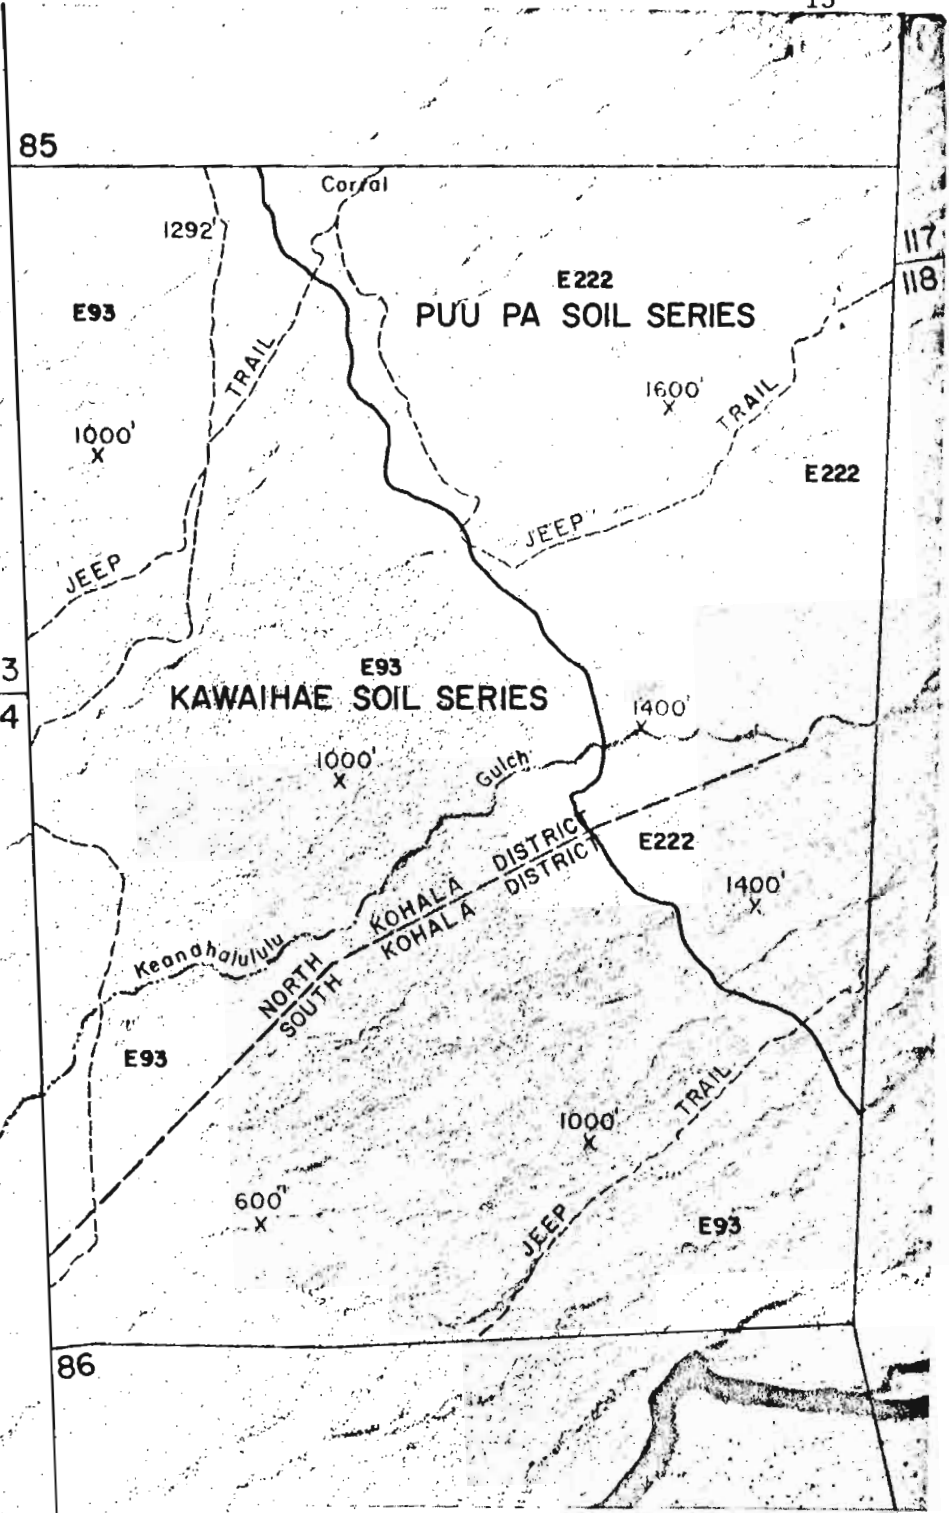 13
85
Corral
1292'
117
118
E222
PUU PA SOIL SERIES
E93
TRAIL
1600'
TRAIL
1000'
X
X
E222
JEEP
JEEP
3
4
E93
KAWAIHAE SOIL SERIES
1400'
X
1000'
X
Gulch
DISTRICT
DISTRICT
E222
1400'
X
KOHALA
KOHALA
Keanahalululu
NORTH
SOUTH
E93
TRAIL
1000'
X
600'
X
JEEP
E93
86